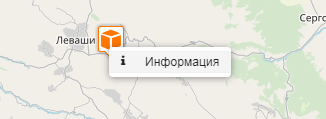 Серго
Леваши
Информация